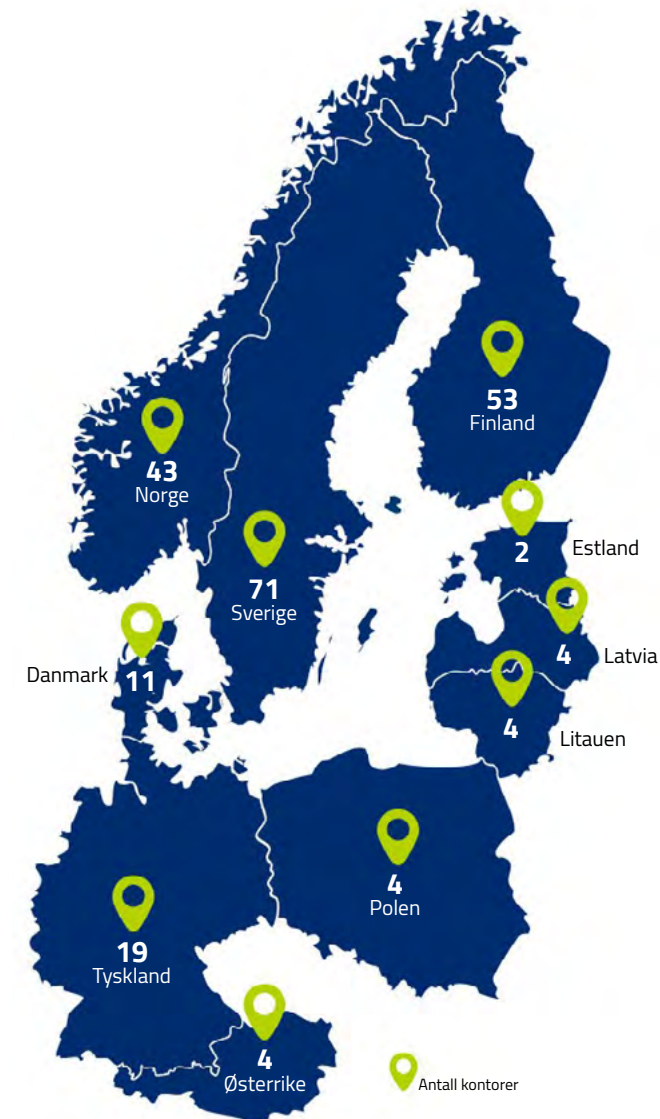 53
Finland
43
Norge
2
Estland
71
Sverige
4
Latvia
Danmark
11
4
Litauen
4
Polen
19
Tyskland
4
Østerrike
Antall kontorer